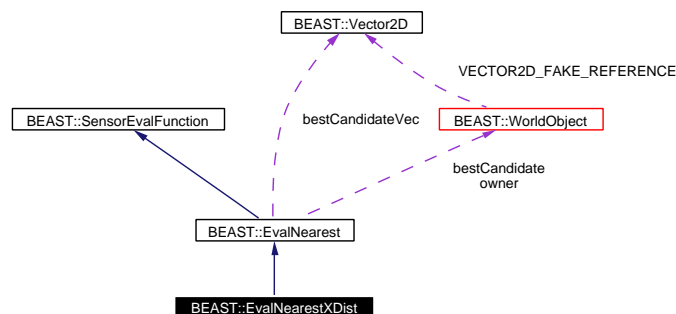 BEAST::Vector2D
VECTOR2D_FAKE_REFERENCE
BEAST::SensorEvalFunction
bestCandidateVec
BEAST::WorldObject
bestCandidate
owner
BEAST::EvalNearest
BEAST::EvalNearestXDist